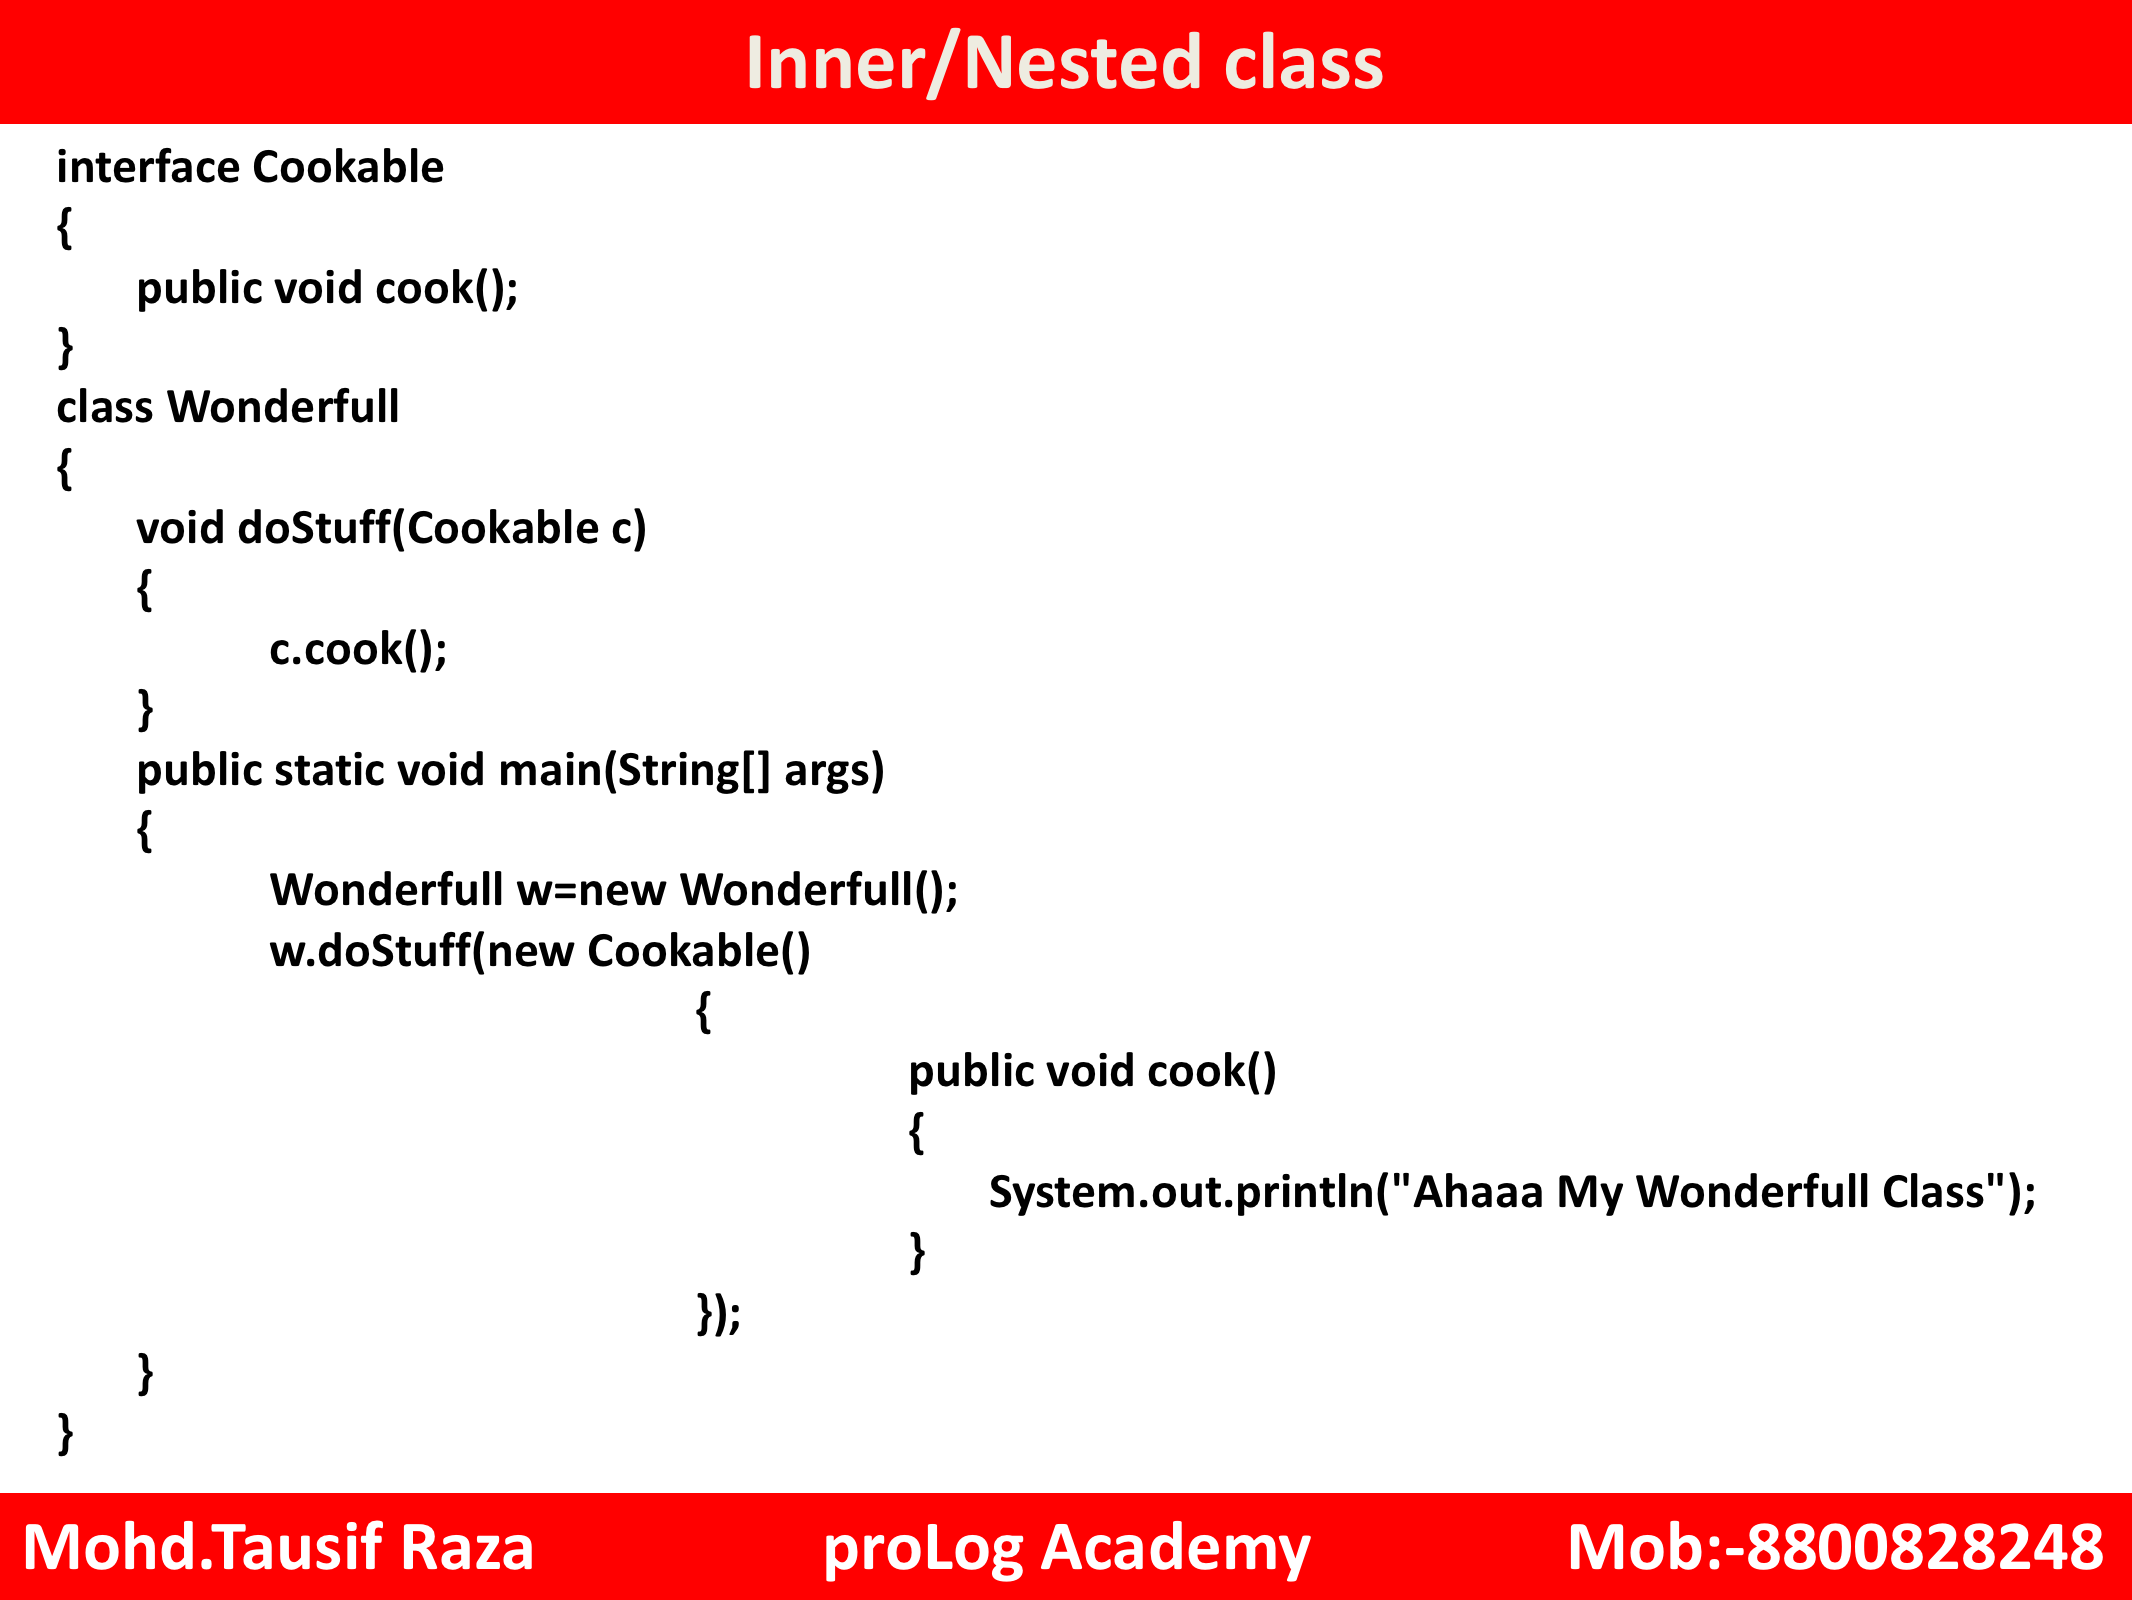 Inner/Nested class
interface Cookable
{
public void cook();
}
class Wonderfull
{
void doStuff(Cookable c)
{
c.cook();
}
public static void main(String[] args)
{
Wonderfull w=new Wonderfull();
w.doStuff(new Cookable()
{
public void cook()
{
System.out.println("Ahaaa My Wonderfull Class");
}
});
}
}
Mohd.Tausif Raza proLog Academy Mob:-8800828248